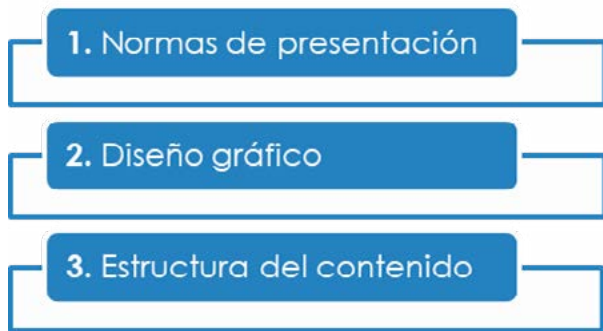 1. Normas de presentación
2. Diseño gráfico
3. Estructura del contenido